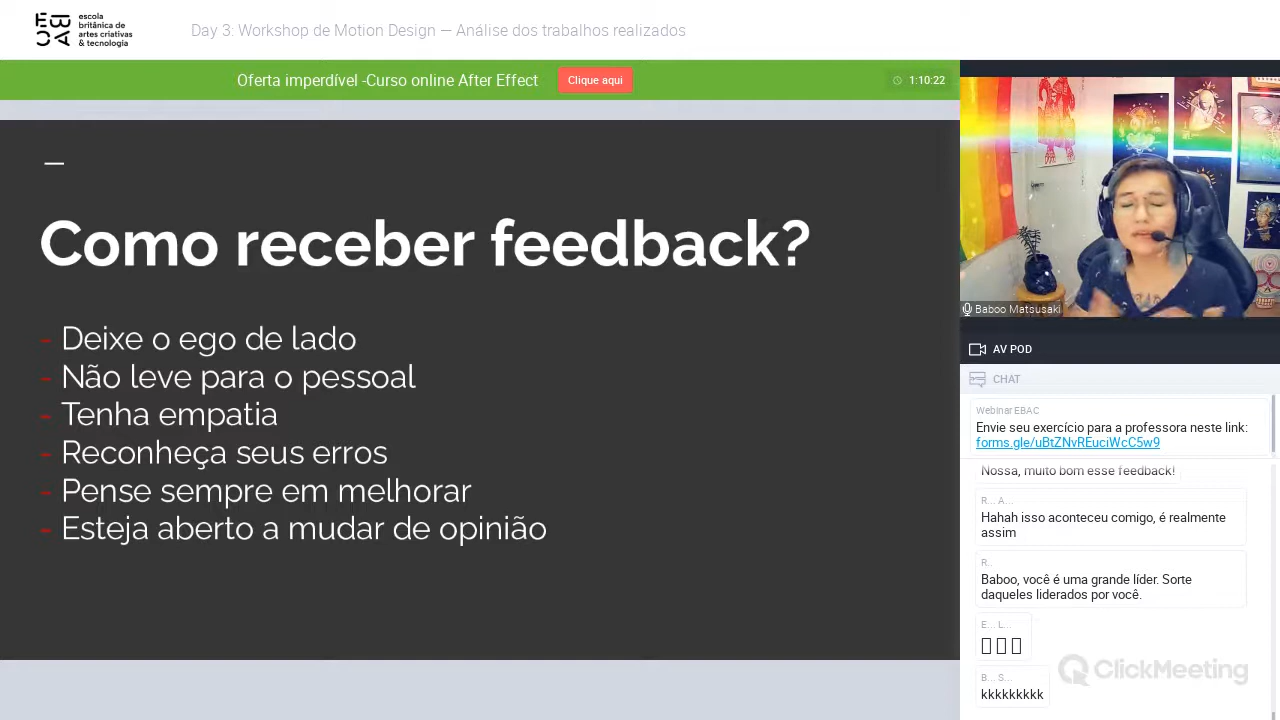 EBAC
escola
britânica de
artes criativas
& tecnologia
Day 3: Workshop de Motion Design — Análise dos trabalhos realizados
Oferta imperdível -Curso online After Effect
Clique aqui
1:10:22
Como receber feedback?
- Deixe o ego de lado
- Não leve para o pessoal
- Tenha empatia
- Reconheça seus erros
- Pense sempre em melhorar
- Esteja aberto a mudar de opinião
Baboo Matsusaki
AV POD
CHAT
Webinar EBAC
Envie seu exercício para a professora neste link:
forms.gle/uBtZNvREuciWcC5w9
Nossa, muito bom esse feedback!
R... A...
Hahah isso aconteceu comigo, é realmente
assim
R..
Baboo, você é uma grande líder. Sorte
daqueles liderados por você.
E... L...
B... S...
kkkkkkkkk
ClickMeeting